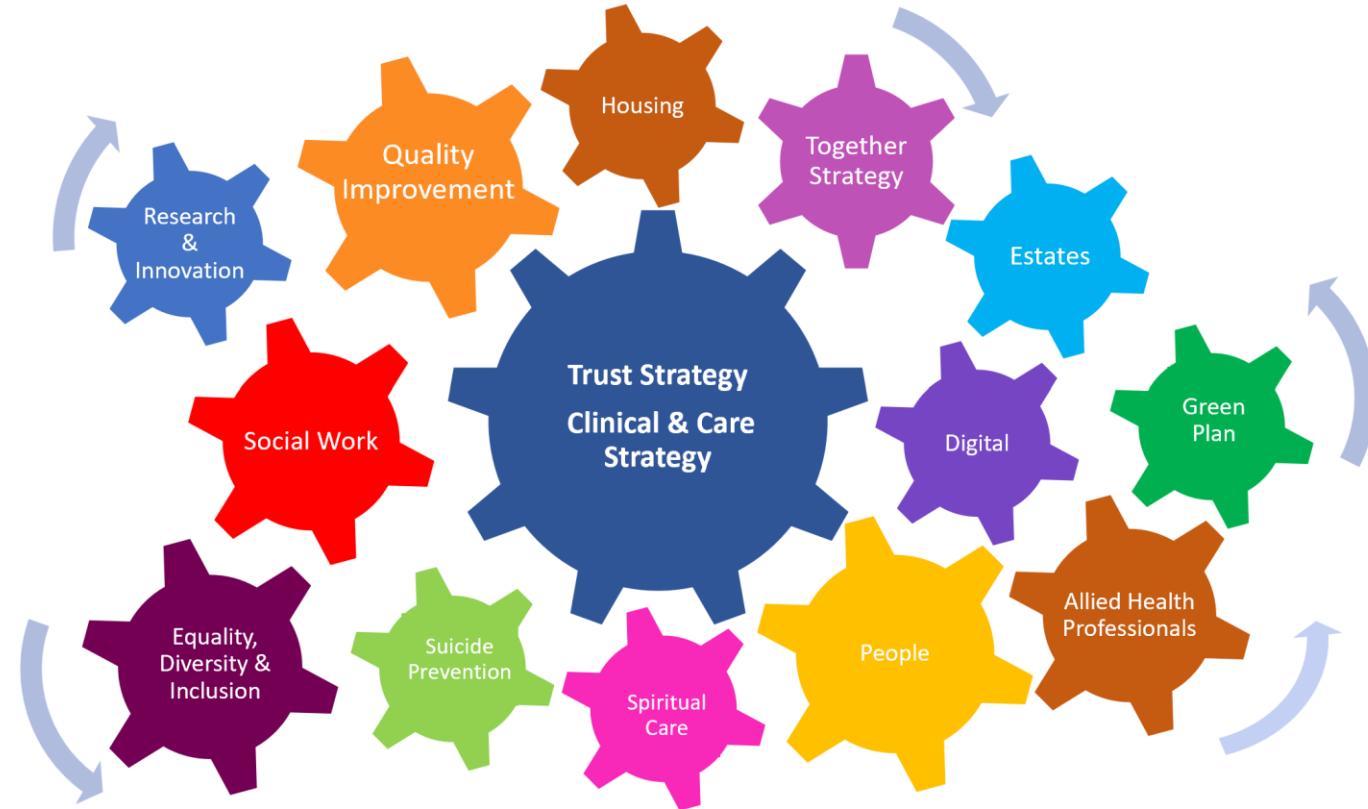 Housing
Quality
Improvement
Together
Strategy
Research
&
Innovation
Estates
Trust Strategy
Clinical & Care
Strategy
Social Work
Digital
Green
Plan
Allied Health
Professionals
Equality,
Diversity &
Inclusion
Suicide
Prevention
People
Spiritual
Care